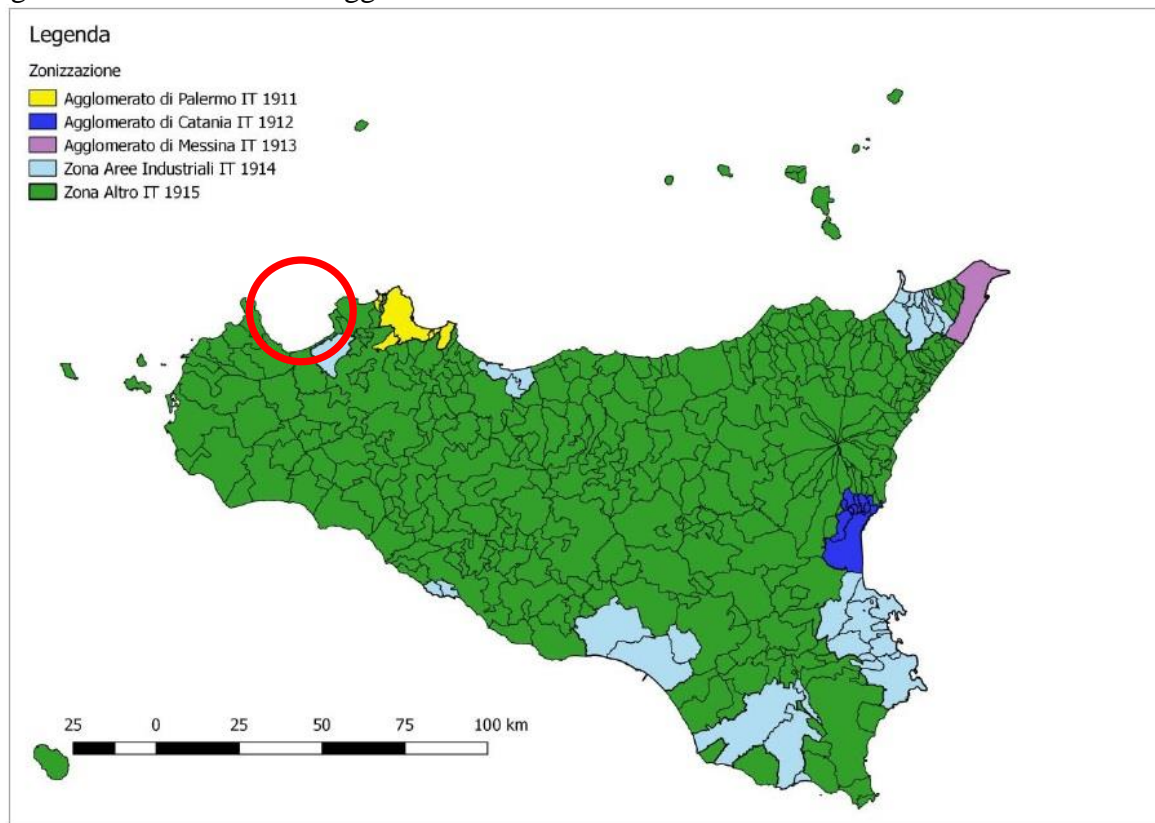 Legenda
Zonizzazione
Agglomerato di Palermo IT 1911
Agglomerato di Catania IT 1912
Agglomerato di Messina IT 1913
Zona Aree Industriali IT 1914
Zona Altro IT 1915
25 0 25 50 75 100 km